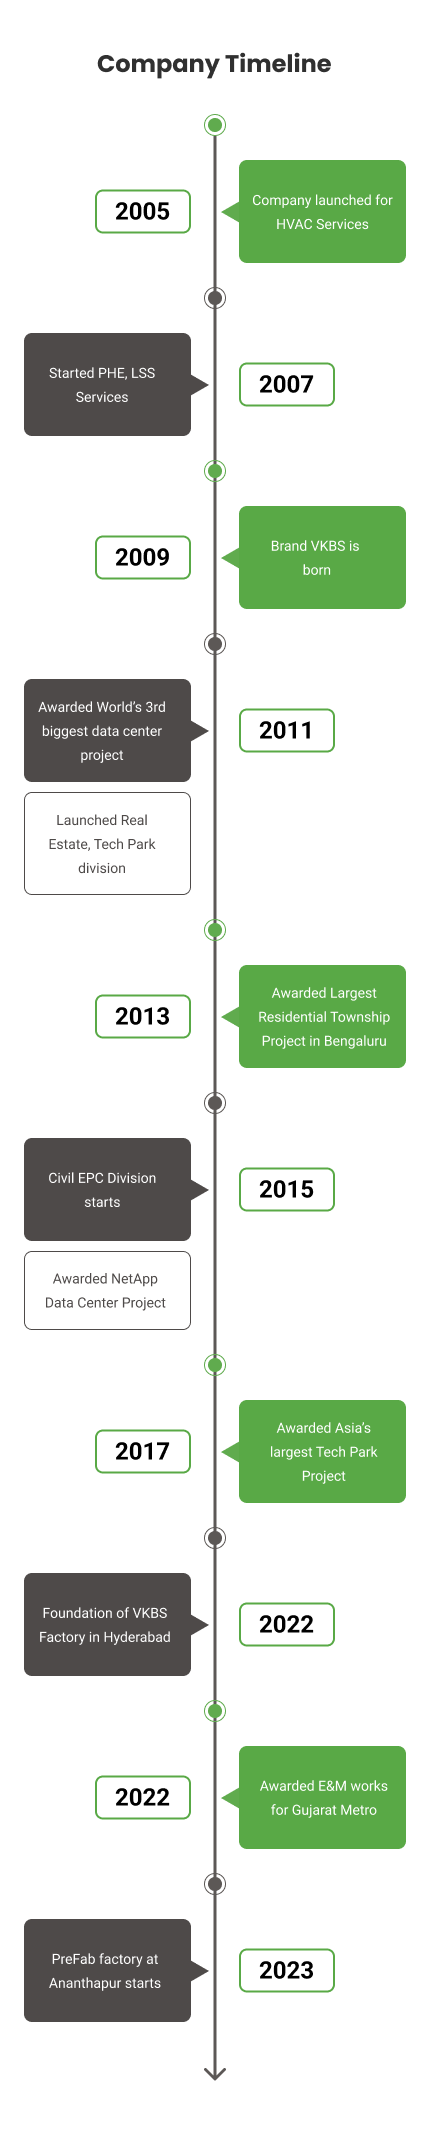 Company Timeline
2005
Company launched for
HVAC Services
Started PHE, LSS
Services
2007
2009
Brand VKBS is
born
Awarded World's 3rd
biggest data center
project
2011
Launched Real
Estate, Tech Park
division
2013
Awarded Largest
Residential Township
Project in Bengaluru
Civil EPC Division
starts
2015
Awarded NetApp
Data Center Project
2017
Awarded Asia's
largest Tech Park
Project
Foundation of VKBS
Factory in Hyderabad
2022
2022
Awarded E&M works
for Gujarat Metro
PreFab factory at
Ananthapur starts
2023